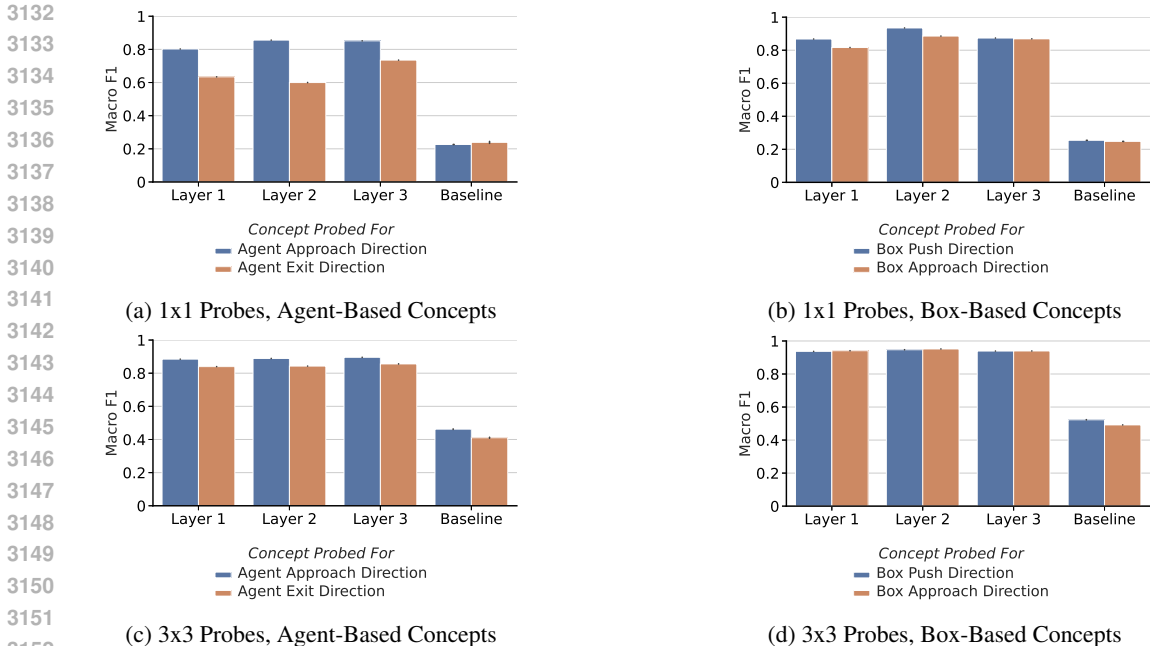 3132
3133
3134
3135
3136
3137
3138
3139
3140
3141
3142
3143
3144
3145
3146
3147
3148
3149
3150
3151
1
0.8
0.6
0.4
0.2
0
Macro F1
Layer 1 Layer 2 Layer 3 Baseline
Concept Probed For
Agent Approach Direction
Agent Exit Direction
(a) 1x1 Probes, Agent-Based Concepts
1
0.8
0.6
0.4
0.2
0
Macro F1
Layer 1 Layer 2 Layer 3 Baseline
Concept Probed For
Box Push Direction
Box Approach Direction
(b) 1x1 Probes, Box-Based Concepts
1
0.8
0.6
0.4
0.2
0
Macro F1
Layer 1 Layer 2 Layer 3 Baseline
Concept Probed For
Agent Approach Direction
Agent Exit Direction
(c) 3x3 Probes, Agent-Based Concepts
1
0.8
0.6
0.4
0.2
0
Macro F1
Layer 1 Layer 2 Layer 3 Baseline
Concept Probed For
Box Push Direction
Box Approach Direction
(d) 3x3 Probes, Box-Based Concepts